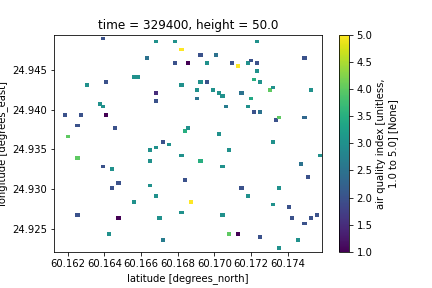 time = 329400, height = 50.0
24.945
24.940
24.935
24.930
24.925
longitude [degrees_east]
60.162 60.164 60.166 60.168 60.170 60.172 60.174
latitude [degrees_north]
5.0
4.5
4.0
3.5
3.0
2.5
2.0
1.5
1.0
air quality index [unitless,
1.0 to 5.0] [None]